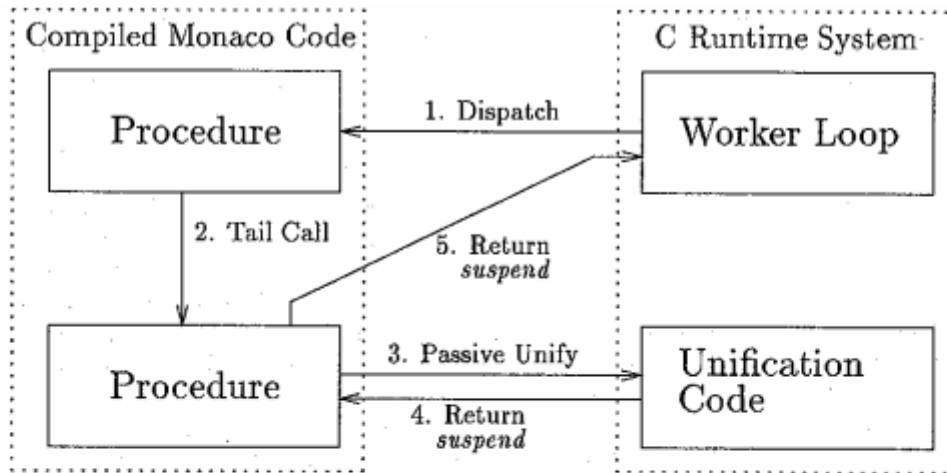 Compiled Monaco Code
C Runtime System
Procedure
1. Dispatch
Worker Loop
2. Tail Call
5. Return
suspend
Procedure
3. Passive Unify
4. Return
suspend
Unification
Code